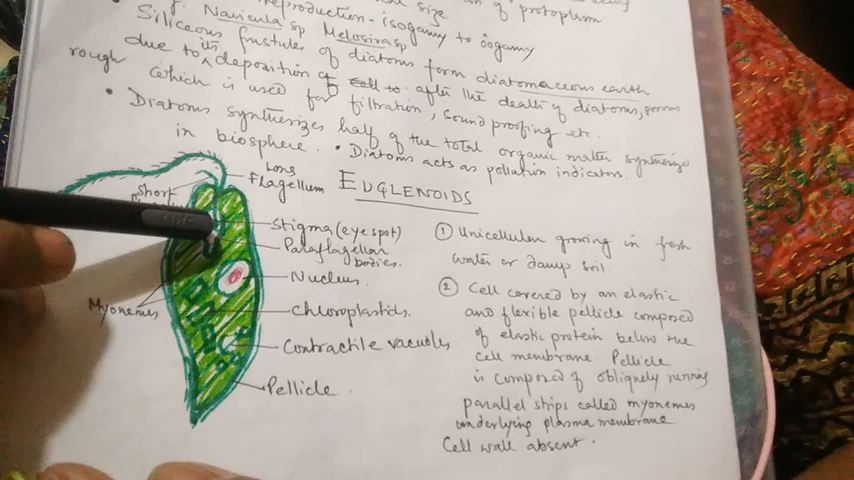 reproduction - isogamy to oogamy
Navicula sp Melosira sp
Siliceous frustules of diatoms form diatomaceous earth
due to its deposition of after the death of diatoms, porous
rough (which is used for filtration, sound proofing etc.
• Diatoms synthesizes half of the total organic matter synthesize
in biosphere. • Diatoms acts as pollution indicators.
EUGLENOIDS
Long
Flagellum
Short
Stigma (eye spot)
Paraflagellar
bodies.
Nucleus.
Myonemes
Chloroplastids.
Contractile vacuoles
Pellicle.
① Unicellular growing in fresh
water or damp soil.
② Cell covered by an elastic
and flexible pellicle composed
of elastic protein below the
cell membrane. Pellicle
is composed of obliquely running
parallel strips called myonemes
underlying plasma membrane
Cell wall absent.